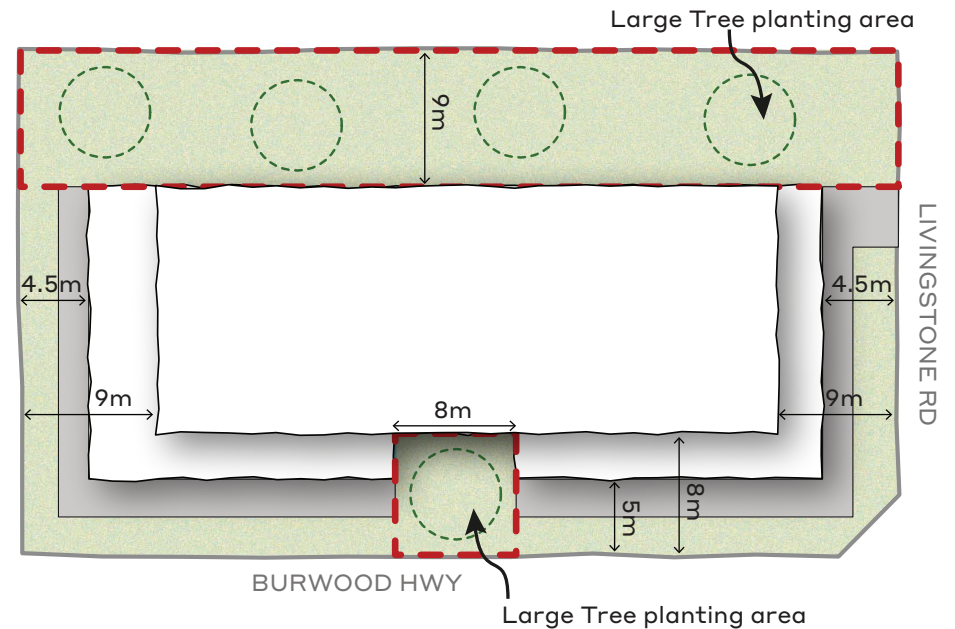 Large Tree planting area
9m
LIVINGSTONE RD
4.5m
4.5m
9m
8m
9m
5m
8m
BURWOOD HWY
Large Tree planting area